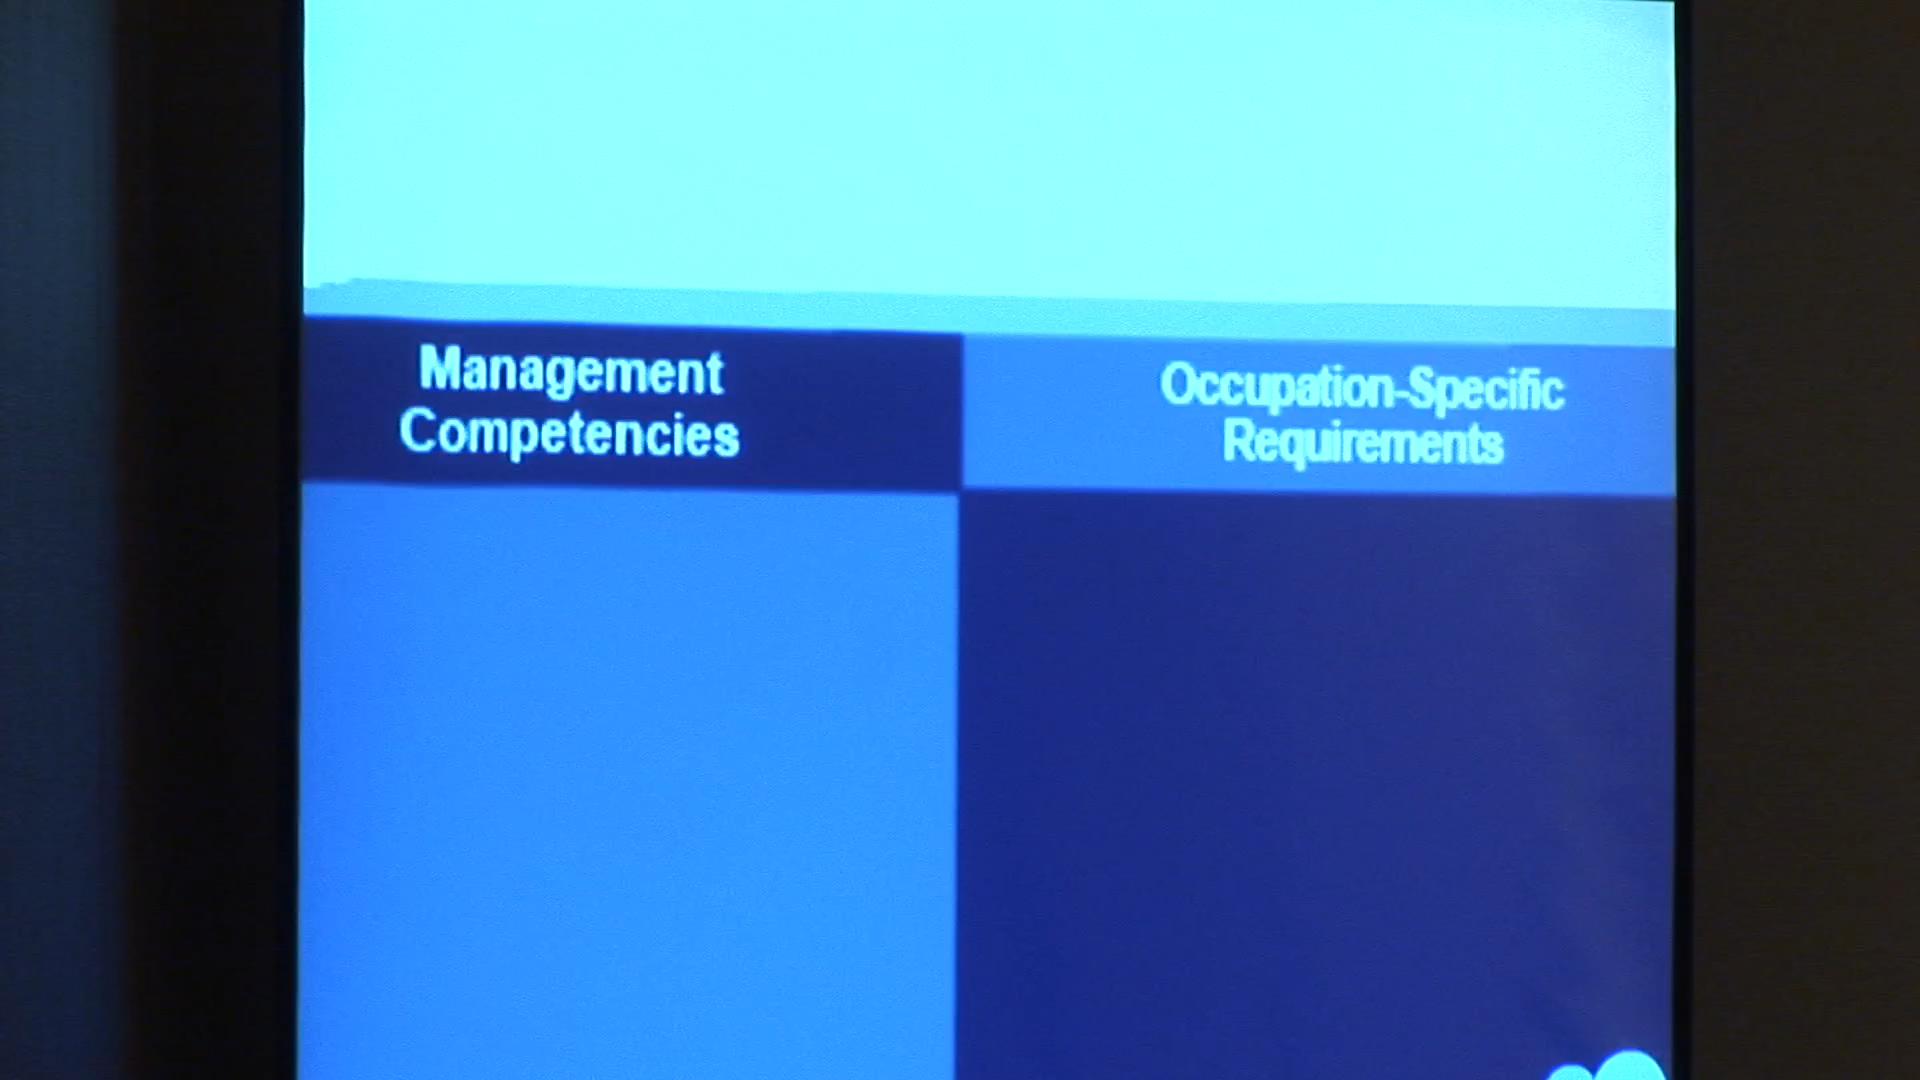 Management
Competencies
Occupation-Specific
Requirements